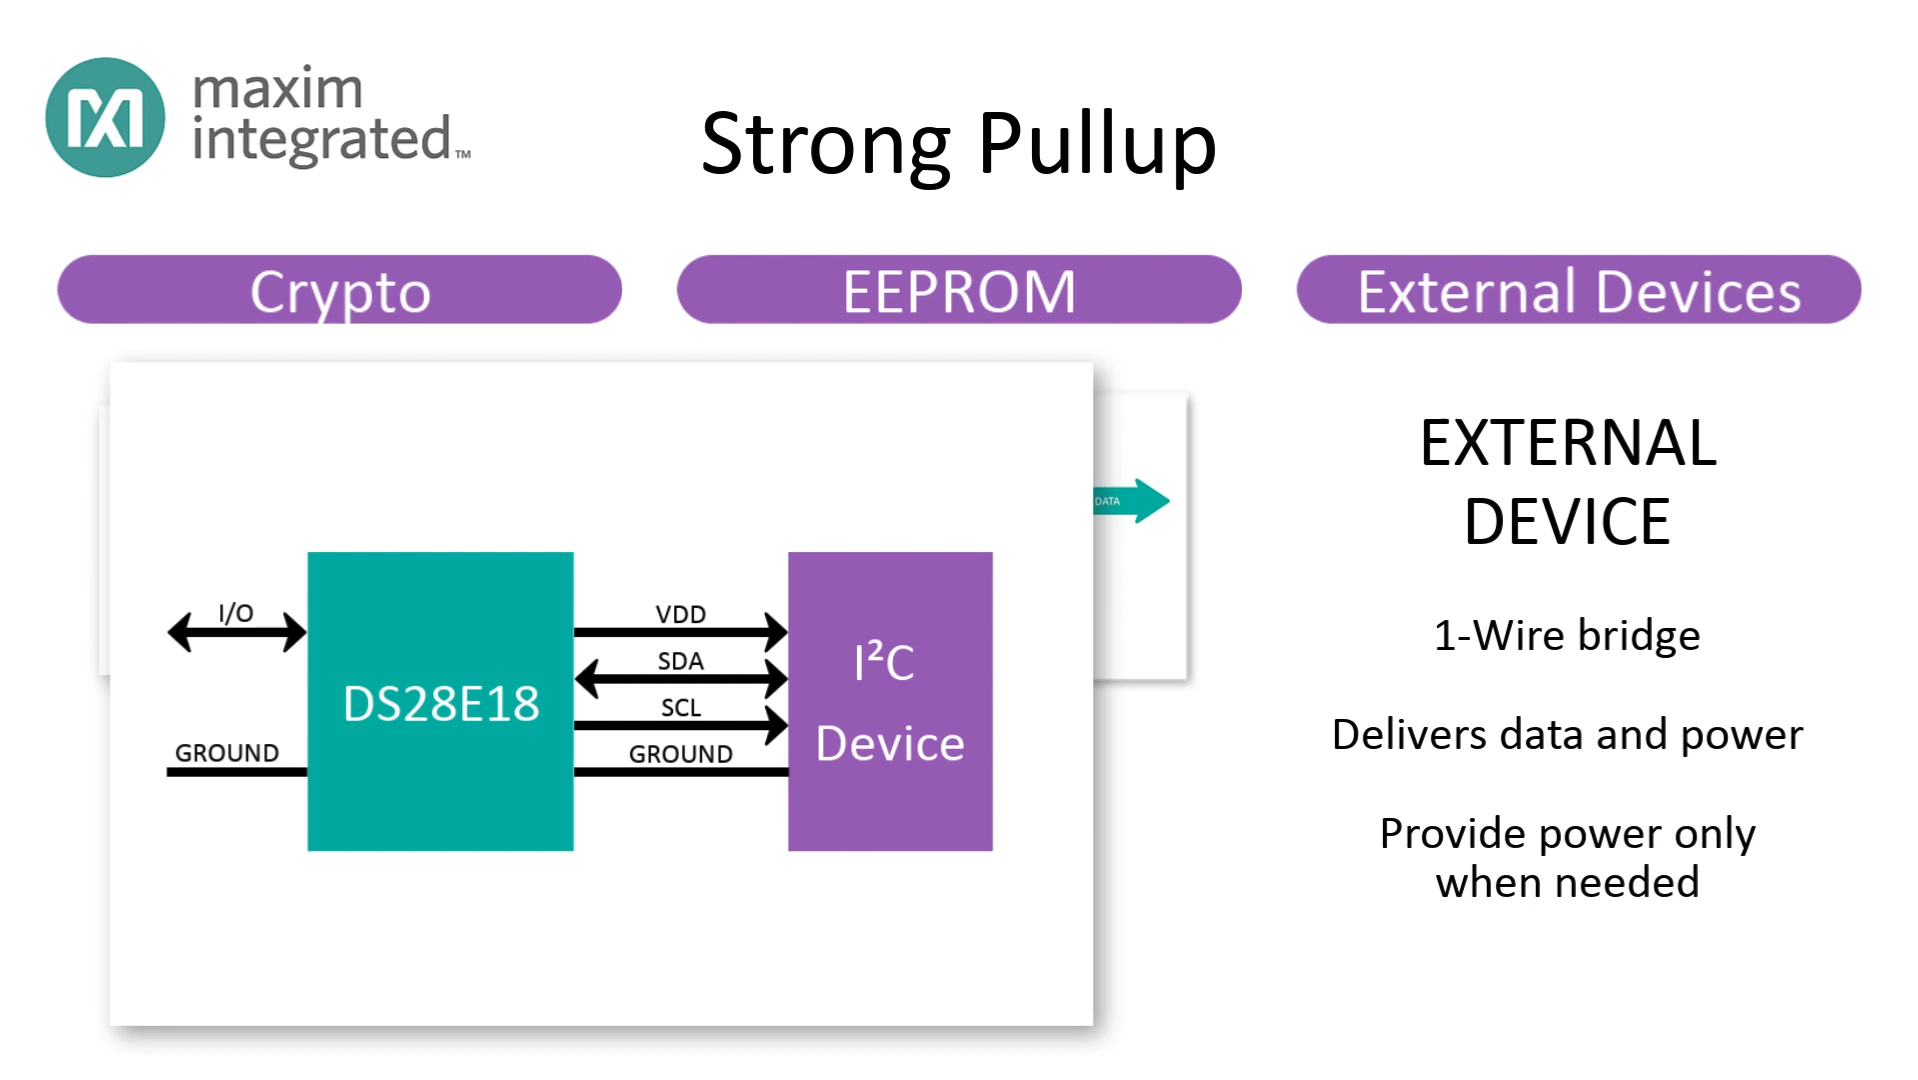 maxim
integrated™
Strong Pullup
Crypto
EEPROM
External Devices
DATA
EXTERNAL
DEVICE
I/O
VDD
SDA
I²C
DS28E18
SCL
Device
GROUND
GROUND
1-Wire bridge
Delivers data and power
Provide power only
when needed